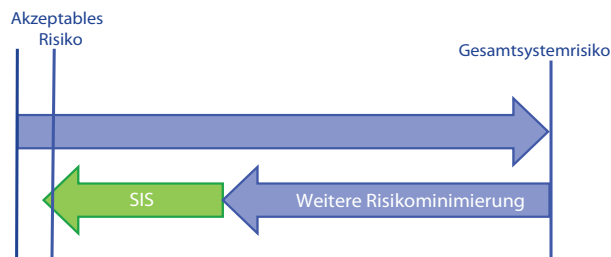 Akzeptables
Risiko
Gesamtsystemrisiko
SIS
Weitere Risikominimierung